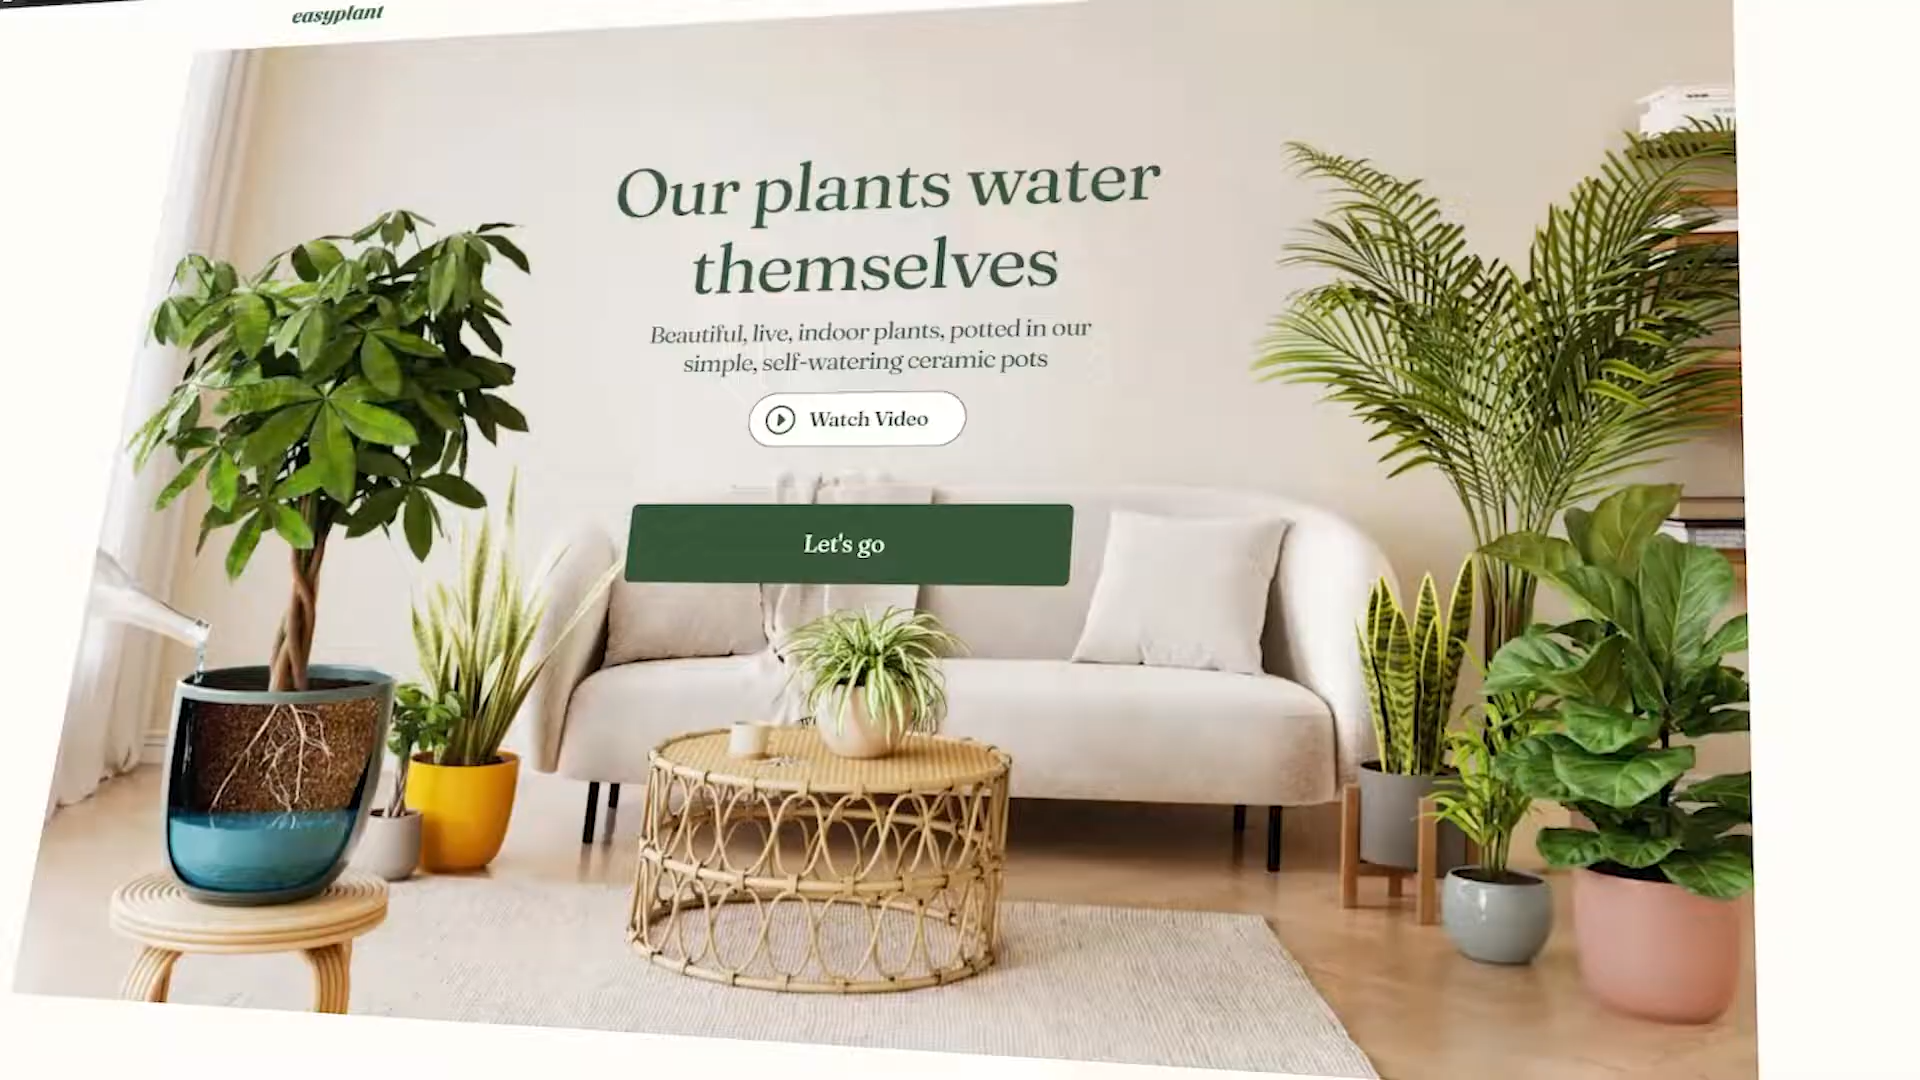 easyplant
Our plants water
themselves
Beautiful, live, indoor plants, potted in our
simple, self-watering ceramic pots
Watch Video
Let's go